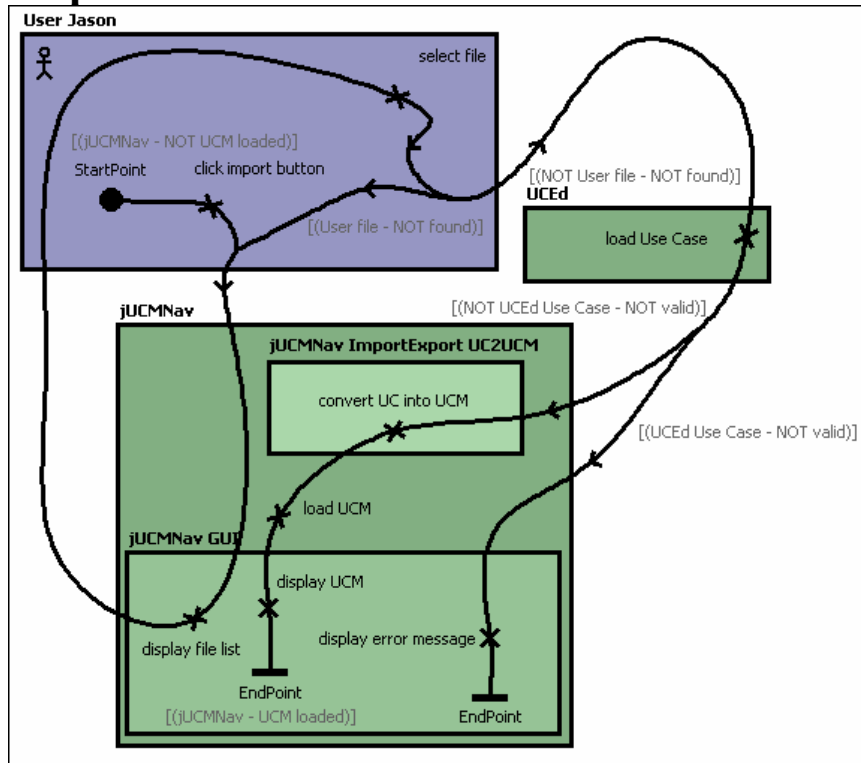 User Jason
select file
[(jUCMNav - NOT UCM loaded)]
StartPoint
click import button
[(NOT User file - NOT found)]
UCEd
[(User file - NOT found)]
load Use Case
jUCMNav
[(NOT UCEd Use Case - NOT valid)]
jUCMNav ImportExport UC2UCM
convert UC into UCM
[(UCEd Use Case - NOT valid)]
load UCM
jUCMNav GUI
display UCM
display error message
display file list
EndPoint
[(jUCMNav - UCM loaded)]
EndPoint